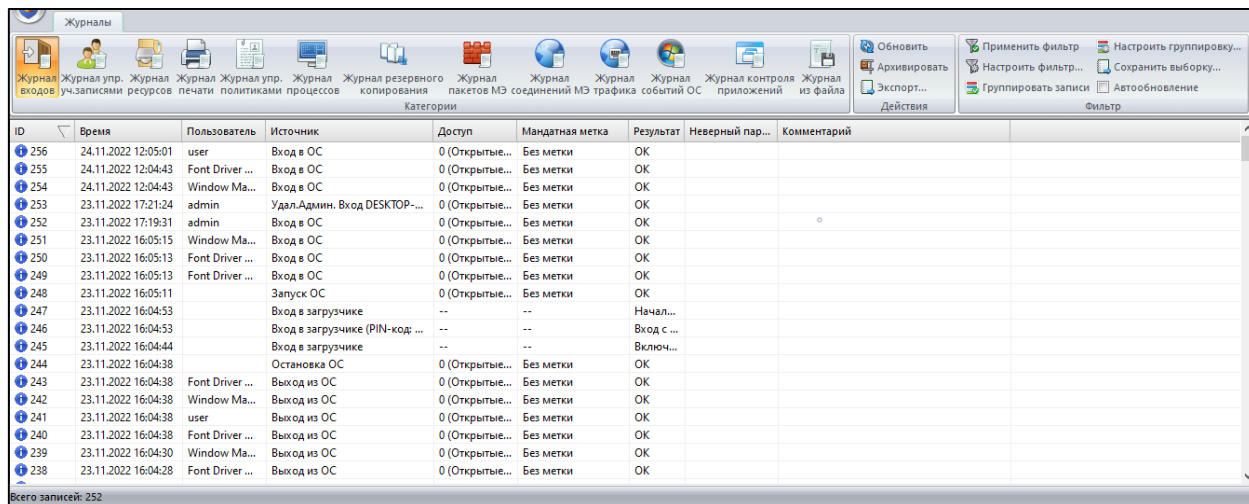 Журналы
Журнал входов
Журнал упр. уч.записями
Журнал ресурсов
Журнал печати
Журнал упр. политиками
Журнал процессов
Журнал резервного копирования
Журнал пакетов МЭ
Журнал соединений МЭ
Журнал трафика
Журнал событий ОС
Журнал контроля приложений
Журнал из файла
Категории
Обновить
Архивировать
Экспорт...
Действия
Применить фильтр
Настроить фильтр...
Группировать записи
Настроить группировку...
Сохранить выборку...
Автообновление
Фильтр
ID Время Пользователь Источник Доступ Мандатная метка Результат Неверный пар... Комментарий
256 24.11.2022 12:05:01 user Вход в ОС 0 (Открытые... Без метки OK
255 24.11.2022 12:04:43 Font Driver ... Вход в ОС 0 (Открытые... Без метки OK
254 24.11.2022 12:04:43 Window Ma... Вход в ОС 0 (Открытые... Без метки OK
253 23.11.2022 17:21:24 admin Удал.Админ. Вход DESKTOP-... 0 (Открытые... Без метки OK
252 23.11.2022 17:19:31 admin Вход в ОС 0 (Открытые... Без метки OK
251 23.11.2022 16:05:15 Window Ma... Вход в ОС 0 (Открытые... Без метки OK
250 23.11.2022 16:05:13 Font Driver ... Вход в ОС 0 (Открытые... Без метки OK
249 23.11.2022 16:05:13 Font Driver ... Вход в ОС 0 (Открытые... Без метки OK
248 23.11.2022 16:05:11 Запуск ОС 0 (Открытые... Без метки OK
247 23.11.2022 16:04:53 Вход в загрузчике -- -- Начал...
246 23.11.2022 16:04:53 Вход в загрузчике (PIN-код: ... -- -- Вход с ...
245 23.11.2022 16:04:44 Вход в загрузчике -- -- Включ...
244 23.11.2022 16:04:38 Остановка ОС 0 (Открытые... Без метки OK
243 23.11.2022 16:04:38 Font Driver ... Выход из ОС 0 (Открытые... Без метки OK
242 23.11.2022 16:04:38 Window Ma... Выход из ОС 0 (Открытые... Без метки OK
241 23.11.2022 16:04:38 user Выход из ОС 0 (Открытые... Без метки OK
240 23.11.2022 16:04:38 Font Driver ... Выход из ОС 0 (Открытые... Без метки OK
239 23.11.2022 16:04:30 Window Ma... Выход из ОС 0 (Открытые... Без метки OK
238 23.11.2022 16:04:28 Font Driver ... Выход из ОС 0 (Открытые... Без метки OK
Всего записей: 252